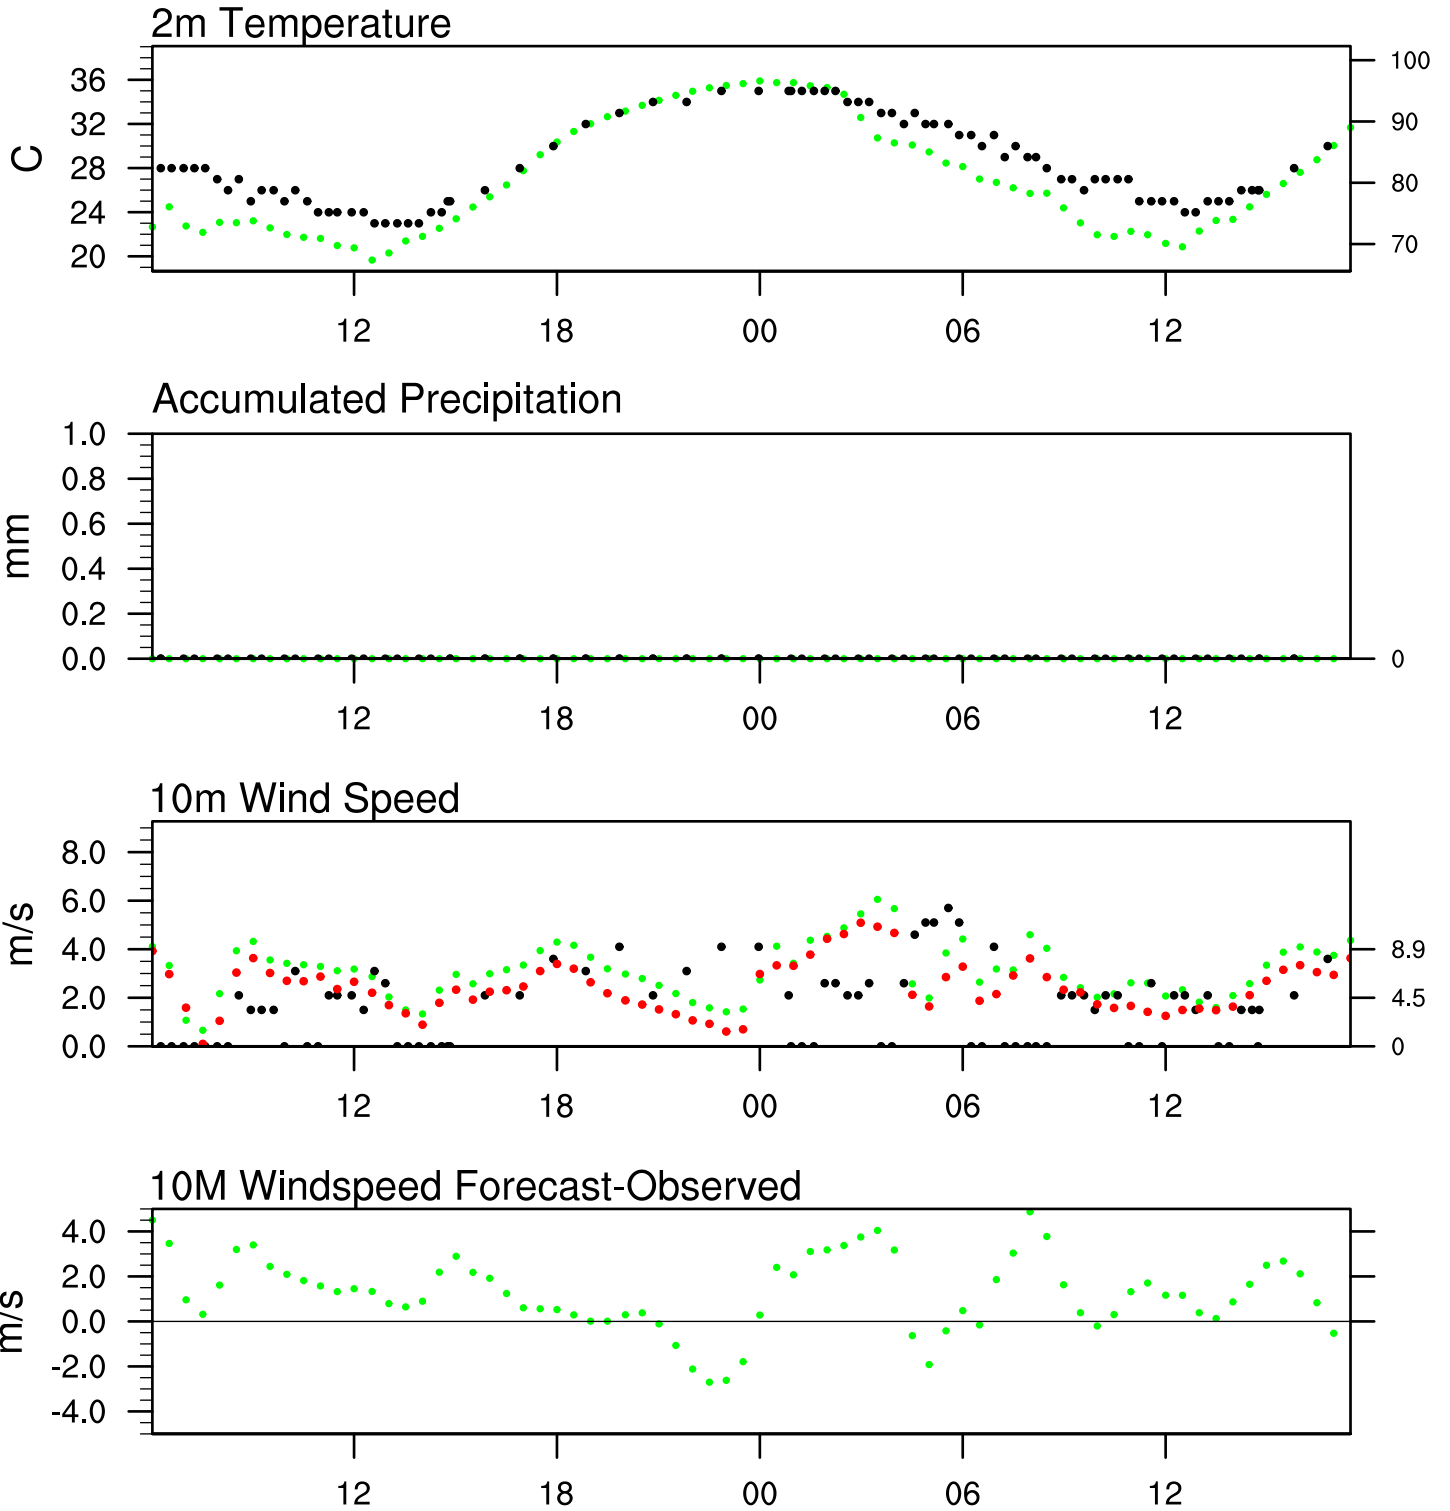 2m Temperature
C
36
32
28
24
20
100
90
80
70
12 18 00 06 12
Accumulated Precipitation
mm
1.0
0.8
0.6
0.4
0.2
0.0
0
12 18 00 06 12
10m Wind Speed
m/s
8.0
6.0
4.0
2.0
0.0
8.9
4.5
0
12 18 00 06 12
10M Windspeed Forecast-Observed
m/s
4.0
2.0
0.0
-2.0
-4.0
12 18 00 06 12